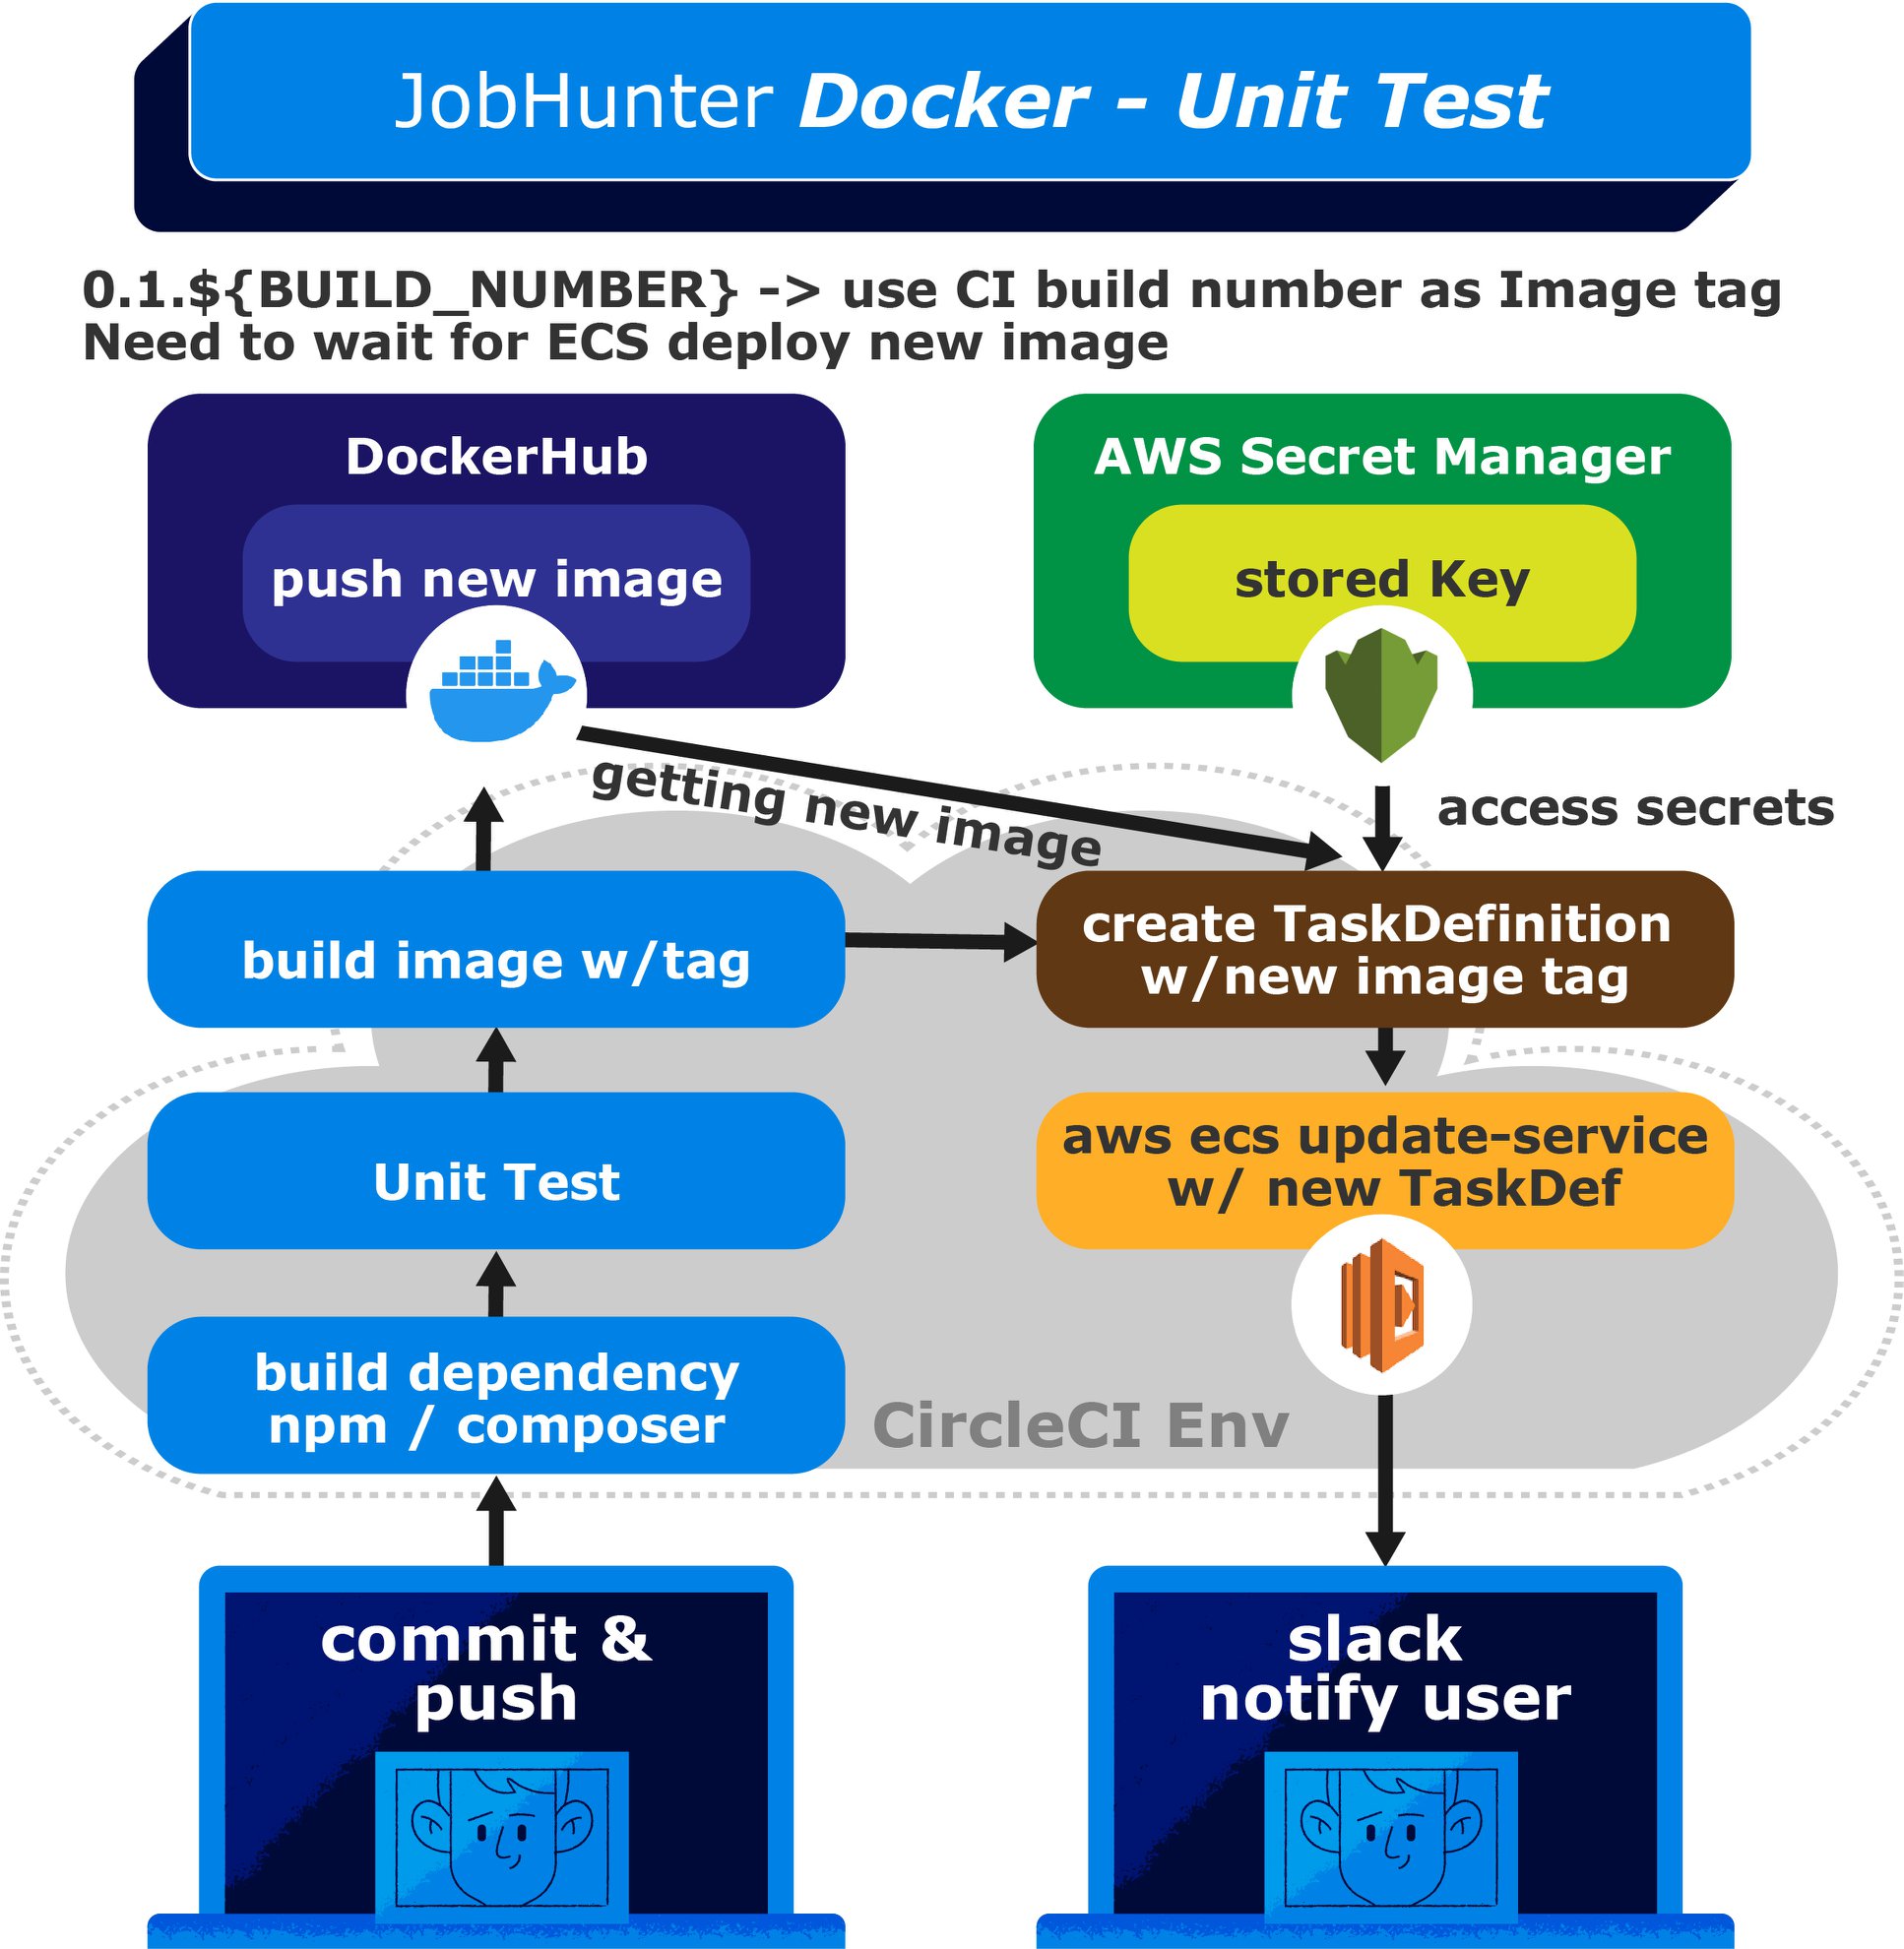 JobHunter Docker - Unit Test
0.1.${BUILD_NUMBER} -> use CI build number as Image tag
Need to wait for ECS deploy new image
DockerHub
push new image
AWS Secret Manager
stored Key
getting new image
access secrets
build image w/tag
create TaskDefinition
w/new image tag
Unit Test
aws ecs update-service
w/ new TaskDef
build dependency
npm / composer
CircleCI Env
commit &
push
slack
notify user